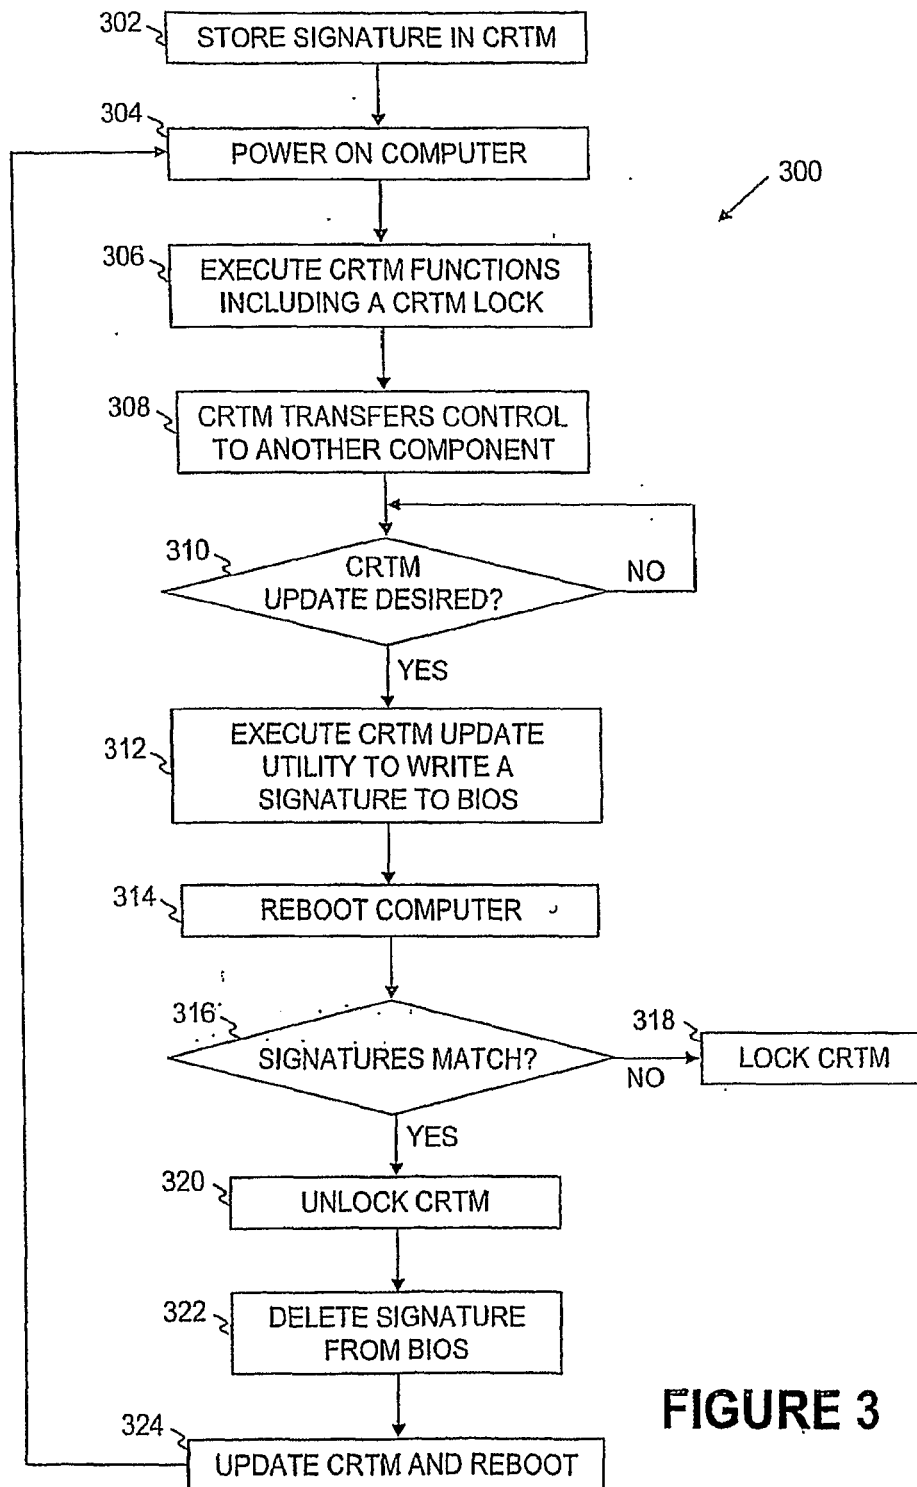 302
STORE SIGNATURE IN CRTM
304
POWER ON COMPUTER
300
306
EXECUTE CRTM FUNCTIONS
INCLUDING A CRTM LOCK
308
CRTM TRANSFERS CONTROL
TO ANOTHER COMPONENT
310
CRTM
UPDATE DESIRED?
NO
YES
312
EXECUTE CRTM UPDATE
UTILITY TO WRITE A
SIGNATURE TO BIOS
314
REBOOT COMPUTER
316
SIGNATURES MATCH?
NO
318
LOCK CRTM
YES
320
UNLOCK CRTM
322
DELETE SIGNATURE
FROM BIOS
324
UPDATE CRTM AND REBOOT
FIGURE 3